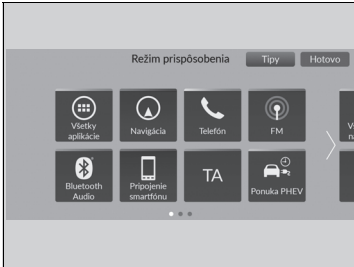 Režim prispôsobenia
Tipy
Hotovo
Všetky
aplikácie
Navigácia
Telefón
FM
Bluetooth
Audio
Pripojenie
smartfónu
TA
Ponuka PHEV